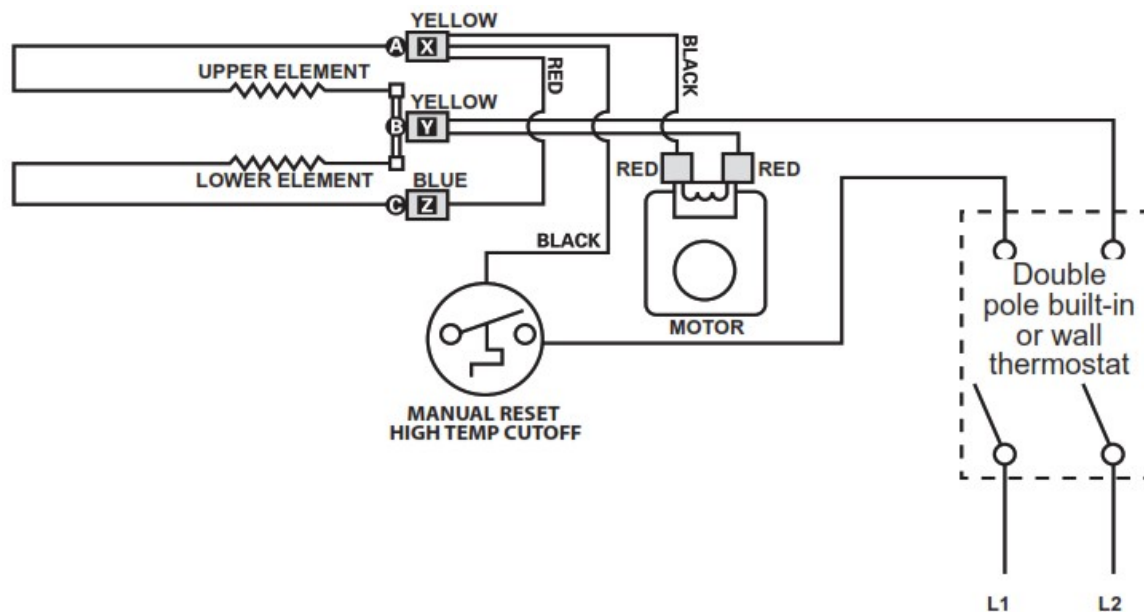 YELLOW
A
X
BLACK
RED
UPPER ELEMENT
YELLOW
B
Y
RED
RED
LOWER ELEMENT
BLUE
C
Z
BLACK
Double
pole built-in
or wall
thermostat
MOTOR
MANUAL RESET
HIGH TEMP CUTOFF
L1
L2